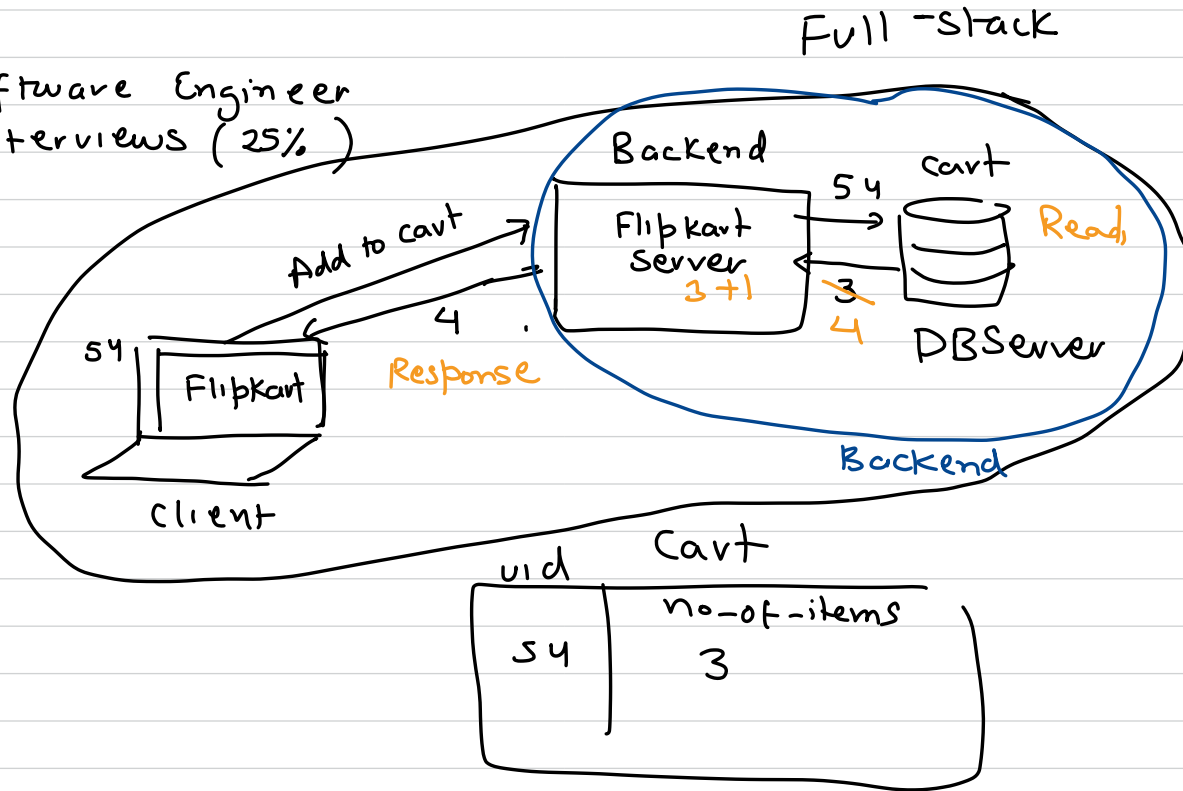 Full-stack
ftware Engineer
terviews (25%)
Backend
cart
54
Flipkart
Server
3+1
Read,
3
4
DBServer
Add to cart
4
Response
54
Flipkart
Client
Backend
Cart
uid
no-of-items
54
3